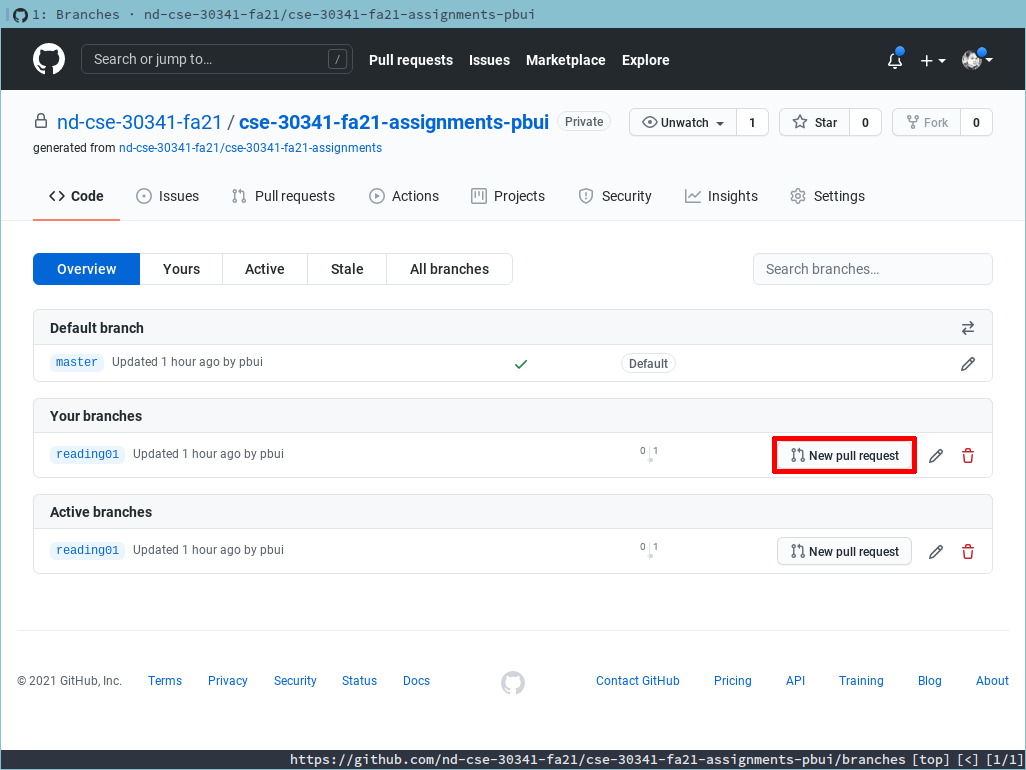 1: Branches · nd-cse-30341-fa21/cse-30341-fa21-assignments-pbui
Search or jump to… / Pull requests Issues Marketplace Explore
nd-cse-30341-fa21 / cse-30341-fa21-assignments-pbui Private Unwatch 1 Star 0 Fork 0
generated from nd-cse-30341-fa21/cse-30341-fa21-assignments
Code Issues Pull requests Actions Projects Security Insights Settings
Overview Yours Active Stale All branches Search branches…
Default branch
master Updated 1 hour ago by pbui Default
Your branches
reading01 Updated 1 hour ago by pbui 0 1 New pull request
Active branches
reading01 Updated 1 hour ago by pbui 0 1 New pull request
© 2021 GitHub, Inc. Terms Privacy Security Status Docs Contact GitHub Pricing API Training Blog About
https://github.com/nd-cse-30341-fa21/cse-30341-fa21-assignments-pbui/branches [top] [<] [1/1]